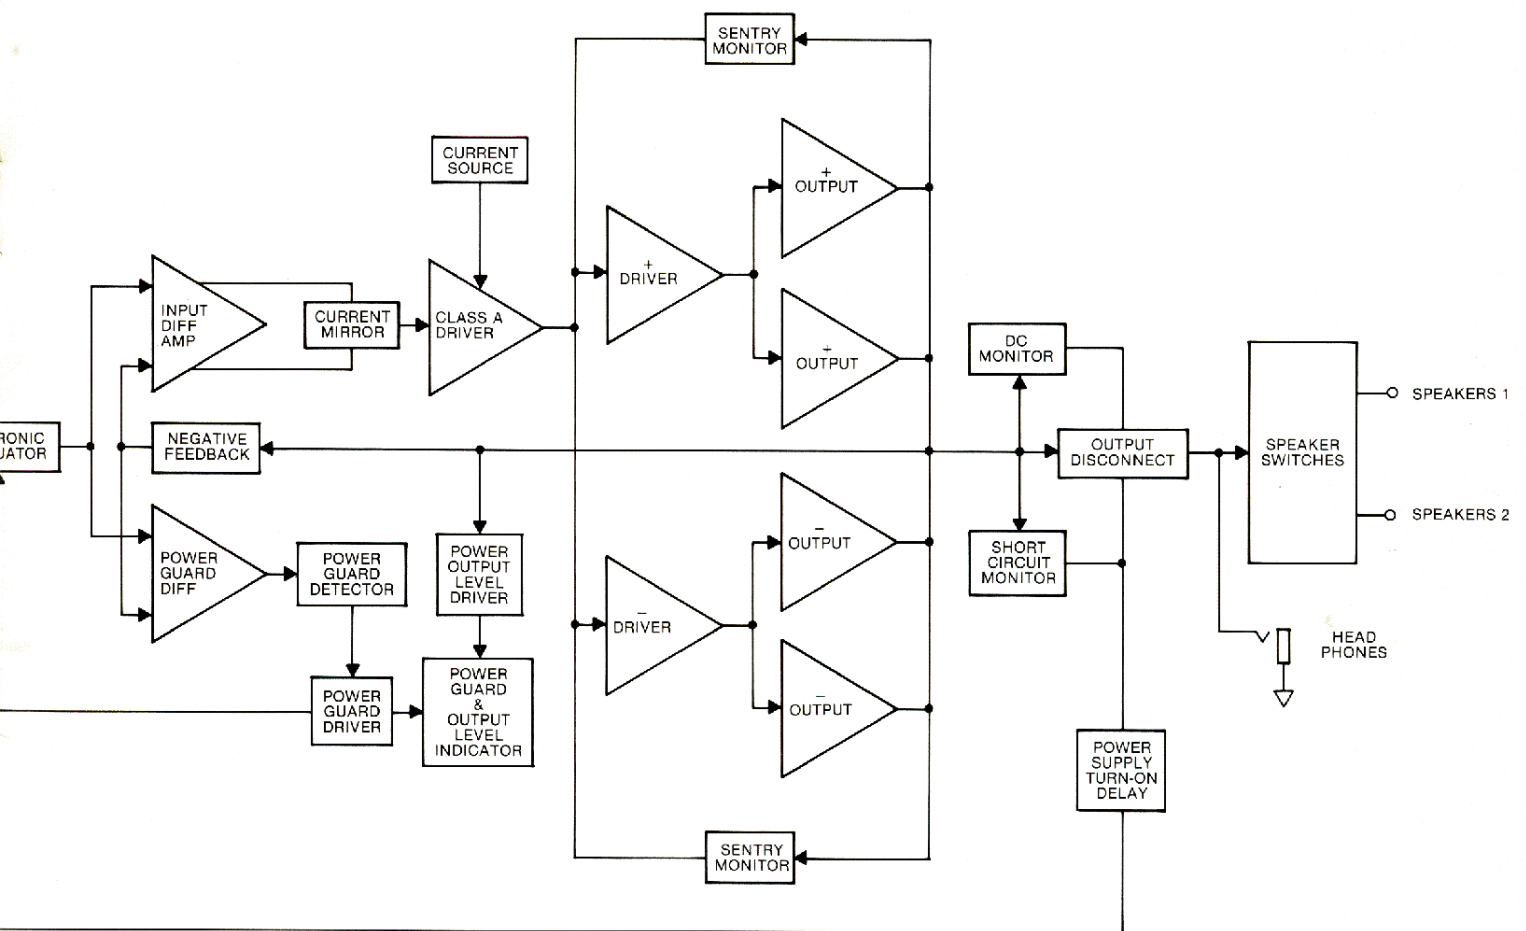 SENTRY
MONITOR
CURRENT
SOURCE
+
OUTPUT
+
DRIVER
INPUT
DIFF
AMP
CURRENT
MIRROR
CLASS A
DRIVER
+
OUTPUT
DC
MONITOR
SPEAKERS 1
RONIC
UATOR
NEGATIVE
FEEDBACK
OUTPUT
DISCONNECT
SPEAKER
SWITCHES
SPEAKERS 2
POWER
GUARD
DIFF
POWER
GUARD
DETECTOR
POWER
OUTPUT
LEVEL
DRIVER
−
OUTPUT
SHORT
CIRCUIT
MONITOR
−
DRIVER
HEAD
PHONES
POWER
GUARD
DRIVER
POWER
GUARD
&
OUTPUT
LEVEL
INDICATOR
−
OUTPUT
POWER
SUPPLY
TURN-ON
DELAY
SENTRY
MONITOR